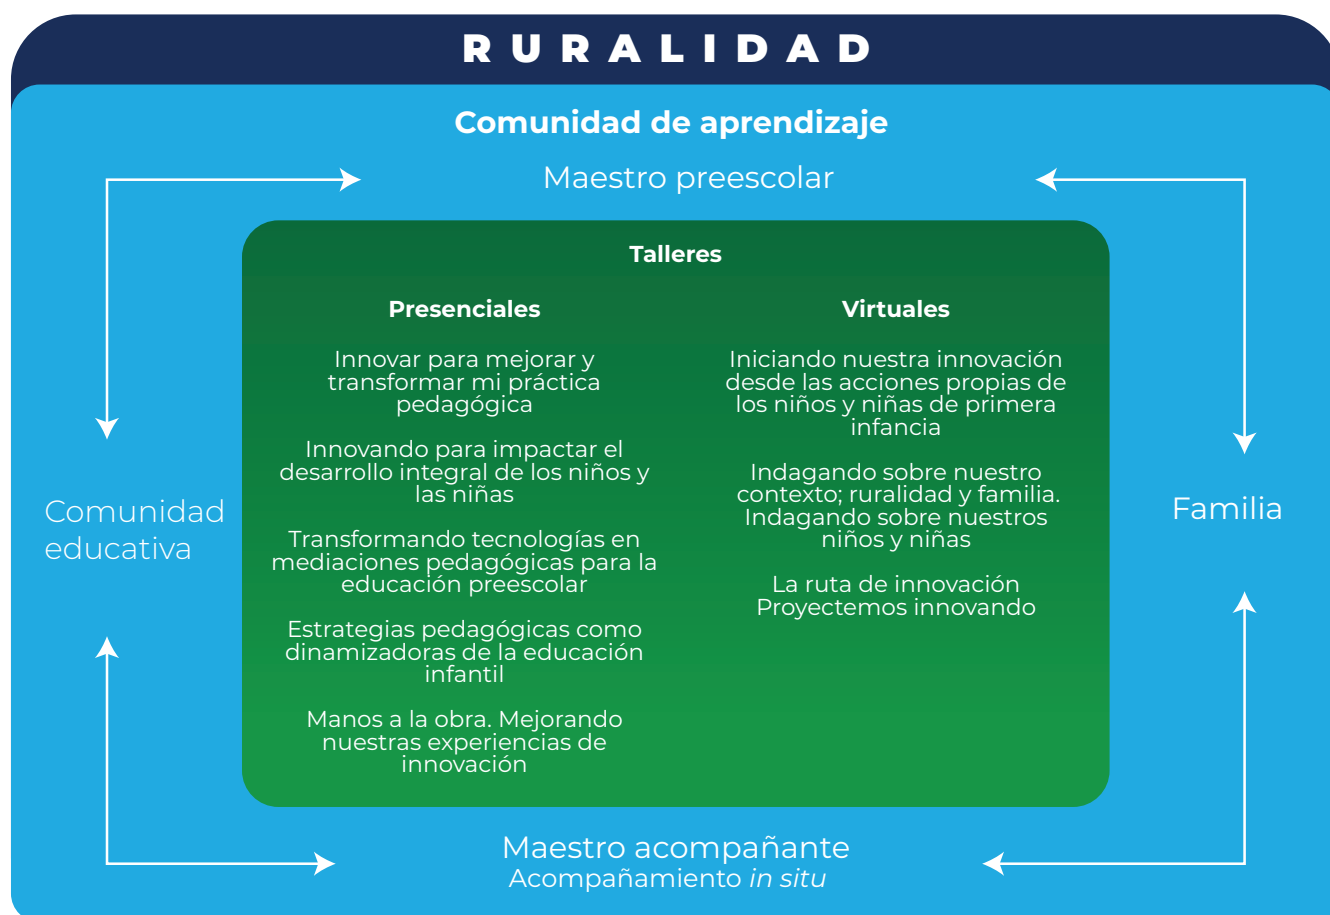 RURALIDAD
Comunidad de aprendizaje
Maestro preescolar
Talleres
Presenciales
Innovar para mejorar y
transformar mi práctica
pedagógica
Innovando para impactar el
desarrollo integral de los niños y
las niñas
Transformando tecnologías en
mediaciones pedagógicas para la
educación preescolar
Estrategias pedagógicas como
dinamizadoras de la educación
infantil
Manos a la obra. Mejorando
nuestras experiencias de
innovación
Virtuales
Iniciando nuestra innovación
desde las acciones propias de
los niños y niñas de primera
infancia
Indagando sobre nuestro
contexto; ruralidad y familia.
Indagando sobre nuestros
niños y niñas
La ruta de innovación
Proyectemos innovando
Comunidad
educativa
Familia
Maestro acompañante
Acompañamiento in situ